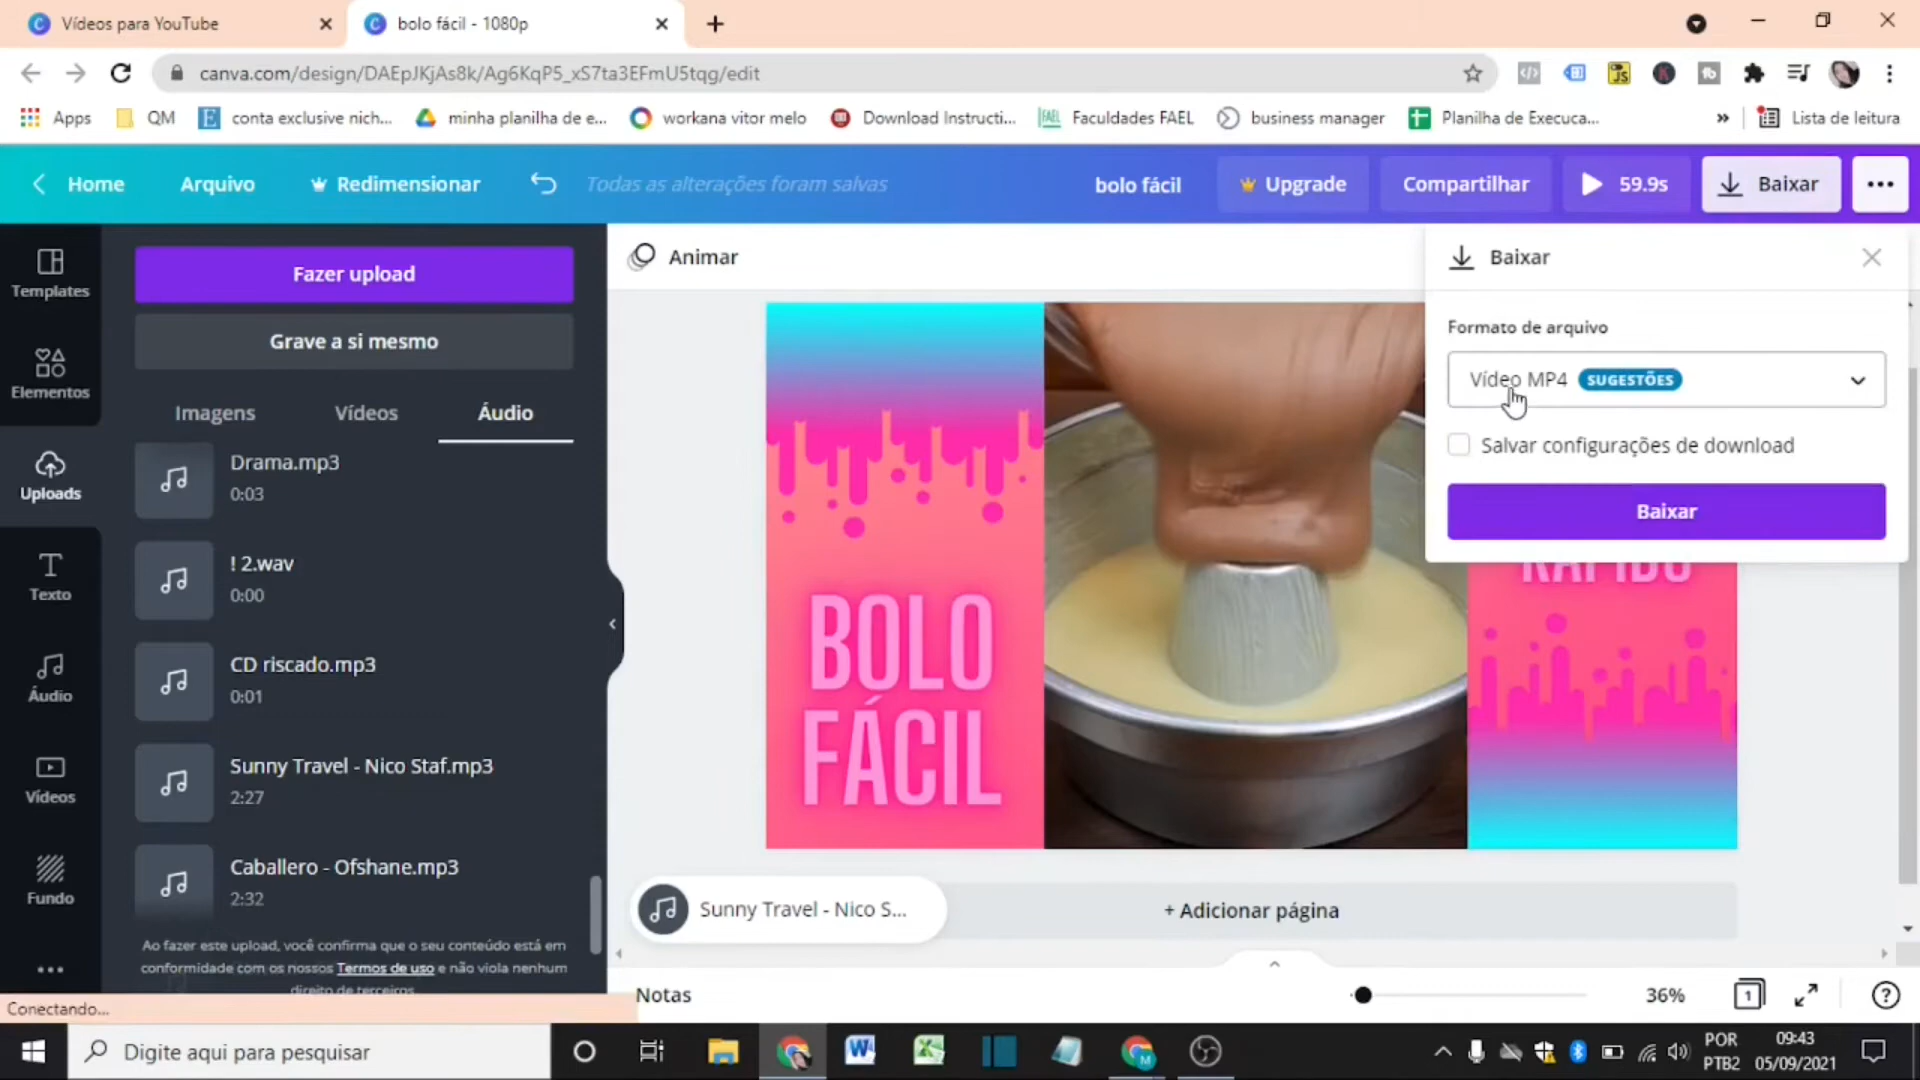 Vídeos para YouTube
bolo fácil - 1080p
canva.com/design/DAEpJKjAs8k/Ag6KqP5_xS7ta3EFmU5tqg/edit
Apps
QM
conta exclusive nich...
minha planilha de e...
workana vitor melo
Download Instructi...
Faculdades FAEL
business manager
Planilha de Execuca...
»
Lista de leitura
Home
Arquivo
Redimensionar
Todas as alterações foram salvas
bolo fácil
Upgrade
Compartilhar
59.9s
Baixar
Templates
Elementos
Uploads
Texto
Áudio
Vídeos
Fundo
Fazer upload
Grave a si mesmo
Imagens
Vídeos
Áudio
Drama.mp3
0:03
! 2.wav
0:00
CD riscado.mp3
0:01
Sunny Travel - Nico Staf.mp3
2:27
Caballero - Ofshane.mp3
2:32
Ao fazer este upload, você confirma que o seu conteúdo está em
conformidade com os nossos Termos de uso e não viola nenhum
direito de terceiros.
Animar
Baixar
Formato de arquivo
Vídeo MP4 SUGESTÕES
Salvar configurações de download
Baixar
BOLO
FÁCIL
RÁPIDO
Sunny Travel - Nico S...
+ Adicionar página
Notas
36%
1
Conectando...
Digite aqui para pesquisar
POR
PTB2
09:43
05/09/2021